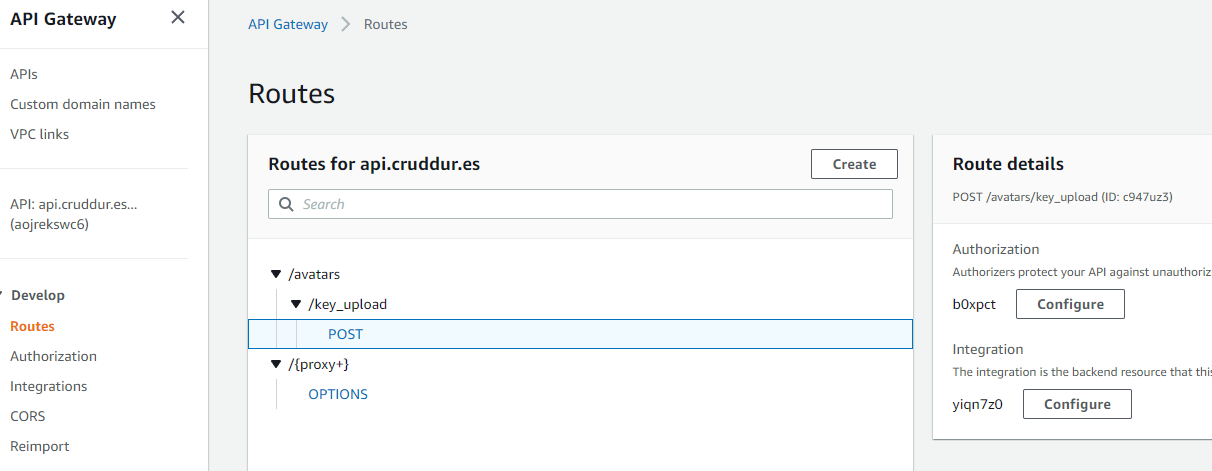 API Gateway
APIs
Custom domain names
VPC links
API: api.cruddur.es...
(aojrekswc6)
Develop
Routes
Authorization
Integrations
CORS
Reimport
API Gateway > Routes
Routes
Routes for api.cruddur.es
Create
Search
/avatars
/key_upload
POST
/{proxy+}
OPTIONS
Route details
POST /avatars/key_upload (ID: c947uz3)
Authorization
Authorizers protect your API against unauthoriz
b0xpct Configure
Integration
The integration is the backend resource that this
yiqn7z0 Configure